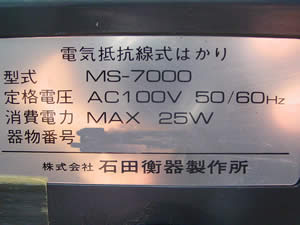 電気抵抗線式はかり
型式 MS-7000
定格電圧 AC100V 50/60Hz
消費電力 MAX 25W
器物番号
株式会社 石田衡器製作所